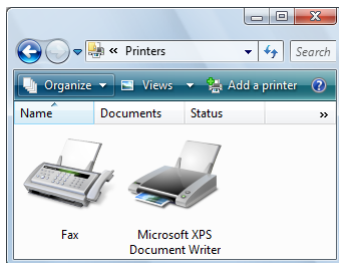 « Printers Search
Organize Views Add a printer
Name Documents Status »
Fax Microsoft XPS
Document Writer